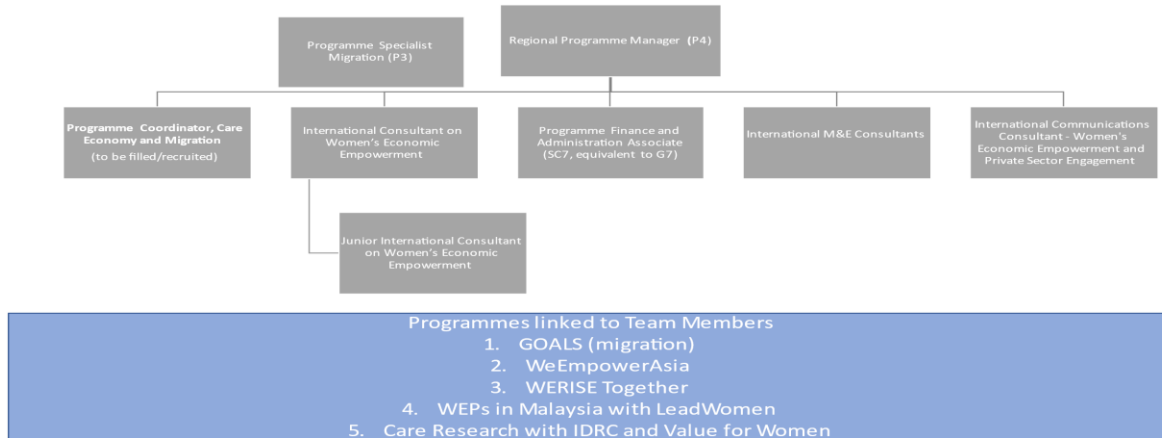 Programme Specialist
Migration (P3)
Regional Programme Manager (P4)
Programme Coordinator, Care
Economy and Migration
(to be filled/recruited)
International Consultant on
Women's Economic
Empowerment
Programme Finance and
Administration Associate
(SC7, equivalent to G7)
International M&E Consultants
International Communications
Consultant - Women's
Economic Empowerment and
Private Sector Engagement
Junior International Consultant
on Women's Economic
Empowerment
Programmes linked to Team Members
1. GOALS (migration)
2. WeEmpowerAsia
3. WERISE Together
4. WEPs in Malaysia with LeadWomen
5. Care Research with IDRC and Value for Women